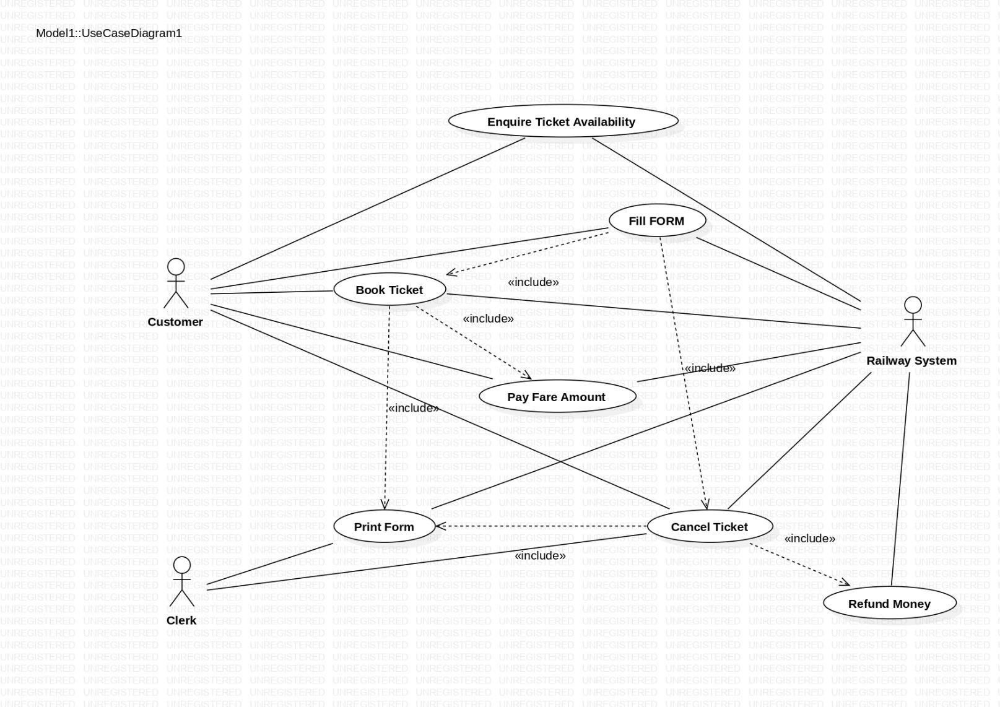 Model1::UseCaseDiagram1
Enquire Ticket Availability
Fill FORM
Book Ticket
«include»
Customer
«include»
Railway System
«include»
Pay Fare Amount
«include»
Print Form
Cancel Ticket
«include»
«include»
Refund Money
Clerk
UNREGISTERED